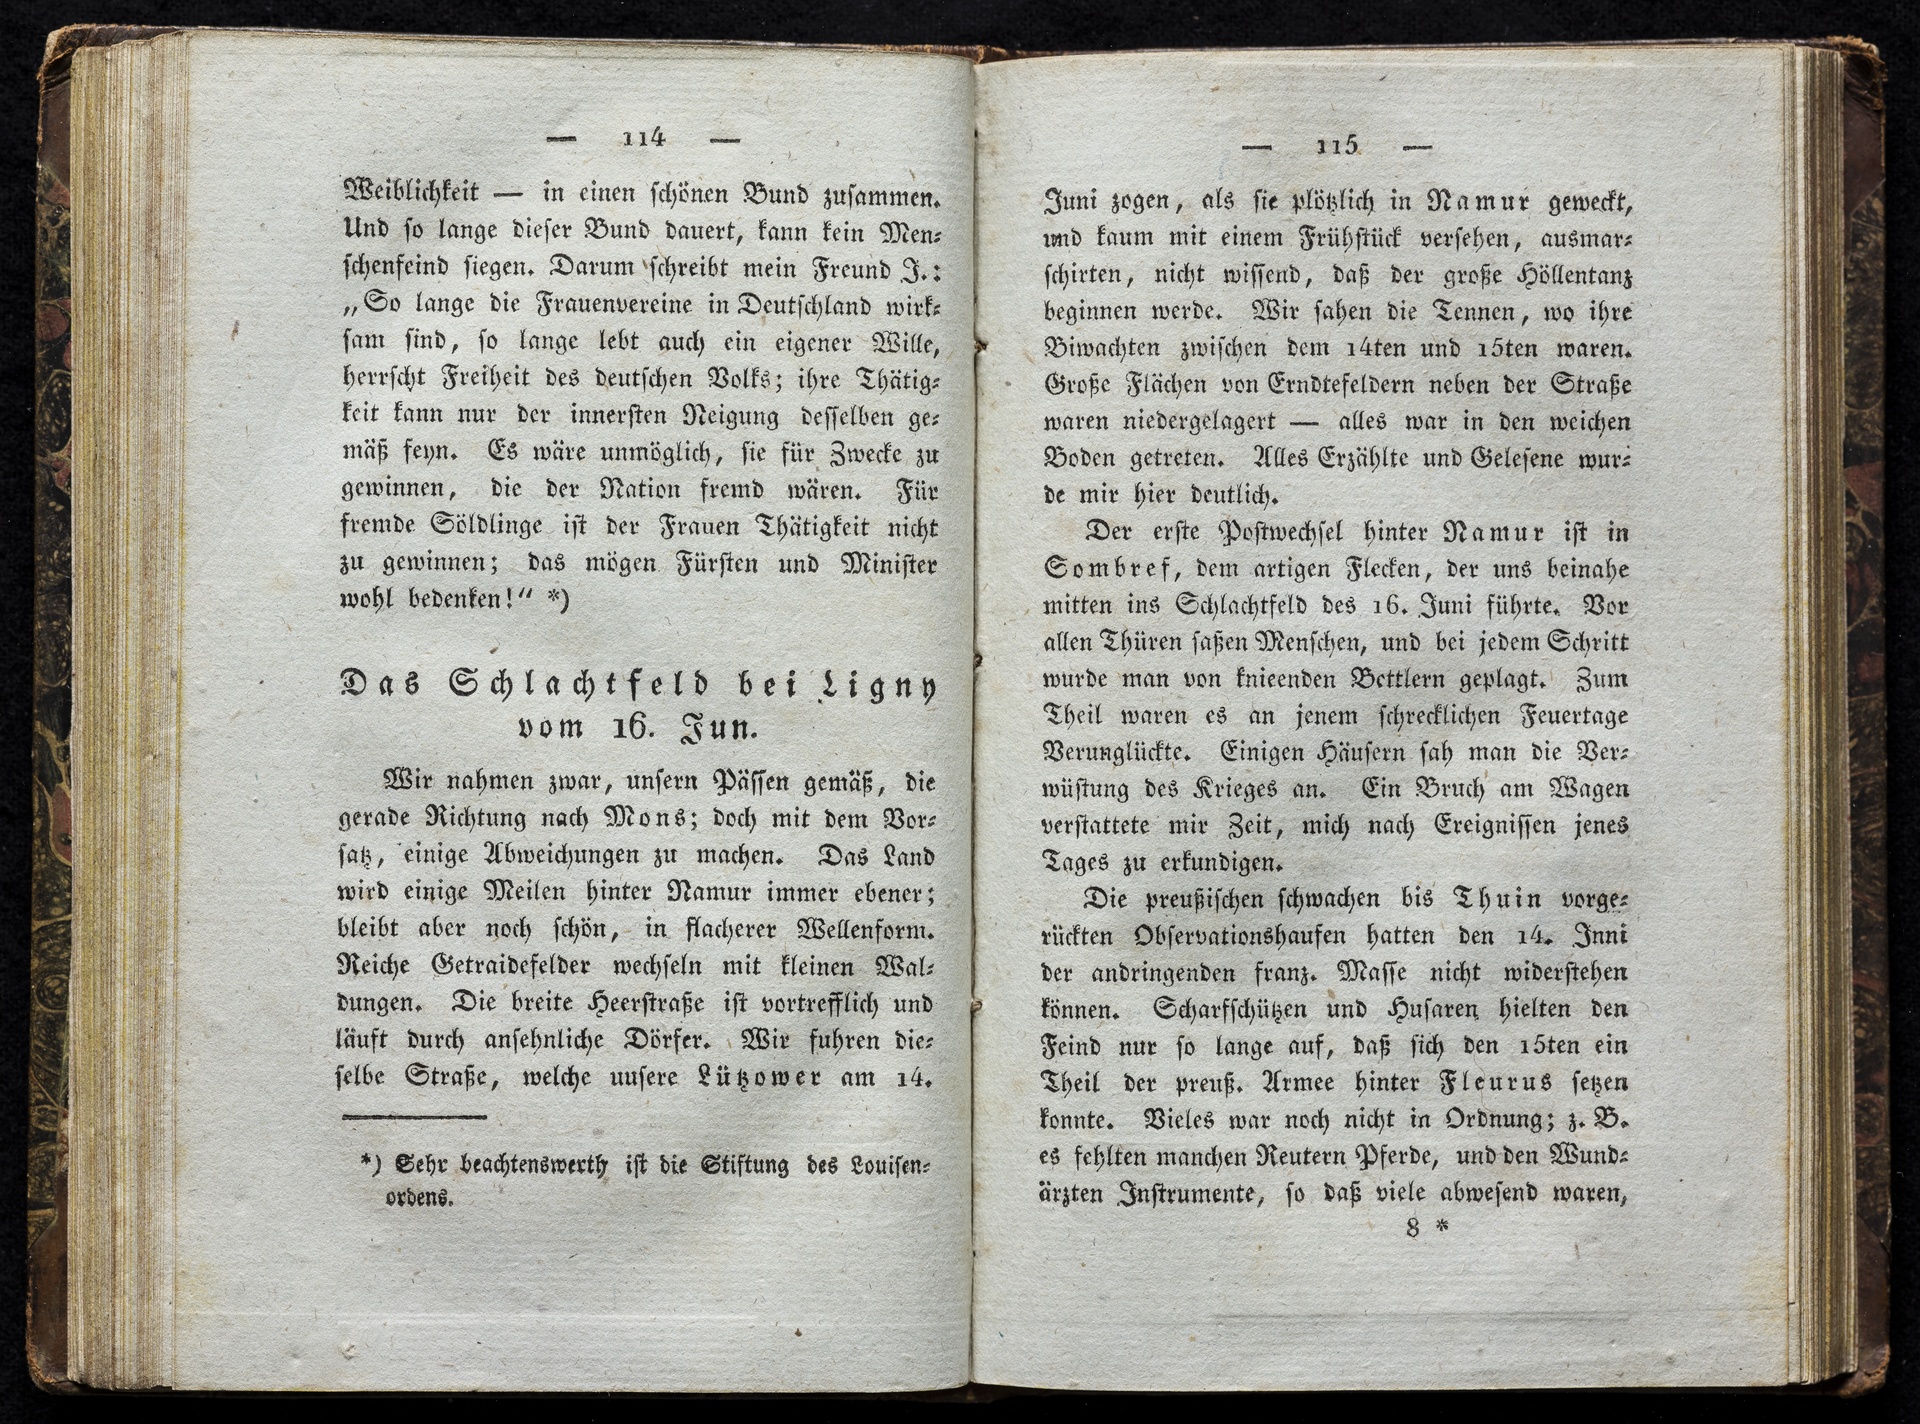 — 114 —
Weiblichkeit — in einen schönen Bund zusammen.
Und so lange dieser Bund dauert, kann kein Men-
schenfeind siegen. Darum schreibt mein Freund J.:
„So lange die Frauenvereine in Deutschland wirk-
sam sind, so lange lebt auch ein eigener Wille,
herrscht Freiheit des deutschen Volks; ihre Thätig-
keit kann nur der innersten Neigung desselben ge-
mäß seyn. Es wäre unmöglich, sie für Zwecke zu
gewinnen, die der Nation fremd wären. Für
fremde Söldlinge ist der Frauen Thätigkeit nicht
zu gewinnen; das mögen Fürsten und Minister
wohl bedenken!“ *)
Das Schlachtfeld bei Ligny
vom 16. Jun.
Wir nahmen zwar, unsern Pässen gemäß, die
gerade Richtung nach Mons; doch mit dem Vor-
satz, einige Abweichungen zu machen. Das Land
wird einige Meilen hinter Namur immer ebener;
bleibt aber noch schön, in flacherer Wellenform.
Reiche Getraidefelder wechseln mit kleinen Wal-
dungen. Die breite Heerstraße ist vortrefflich und
läuft durch ansehnliche Dörfer. Wir fuhren die-
selbe Straße, welche uusere Lützower am 14.
*) Sehr beachtenswerth ist die Stiftung des Louisen-
ordens.
— 115 —
Juni zogen, als sie plötzlich in Namur geweckt,
und kaum mit einem Frühstück versehen, ausmar-
schirten, nicht wissend, daß der große Höllentanz
beginnen werde. Wir sahen die Tennen, wo ihre
Biwachten zwischen dem 14ten und 15ten waren.
Große Flächen von Erndtefeldern neben der Straße
waren niedergelagert — alles war in den weichen
Boden getreten. Alles Erzählte und Gelesene wur-
de mir hier deutlich.
Der erste Postwechsel hinter Namur ist in
Sombref, dem artigen Flecken, der uns beinahe
mitten ins Schlachtfeld des 16. Juni führte. Vor
allen Thüren saßen Menschen, und bei jedem Schritt
wurde man von knieenden Bettlern geplagt. Zum
Theil waren es an jenem schrecklichen Feuertage
Verunglückte. Einigen Häusern sah man die Ver-
wüstung des Krieges an. Ein Bruch am Wagen
verstattete mir Zeit, mich nach Ereignissen jenes
Tages zu erkundigen.
Die preußischen schwachen bis Thuin vorge-
rückten Observationshaufen hatten den 14. Inni
der andringenden franz. Masse nicht widerstehen
können. Scharfschützen und Husaren hielten den
Feind nur so lange auf, daß sich den 15ten ein
Theil der preuß. Armee hinter Fleurus setzen
konnte. Vieles war noch nicht in Ordnung; z. B.
es fehlten manchen Reutern Pferde, und den Wund-
ärzten Instrumente, so daß viele abwesend waren,
8 *